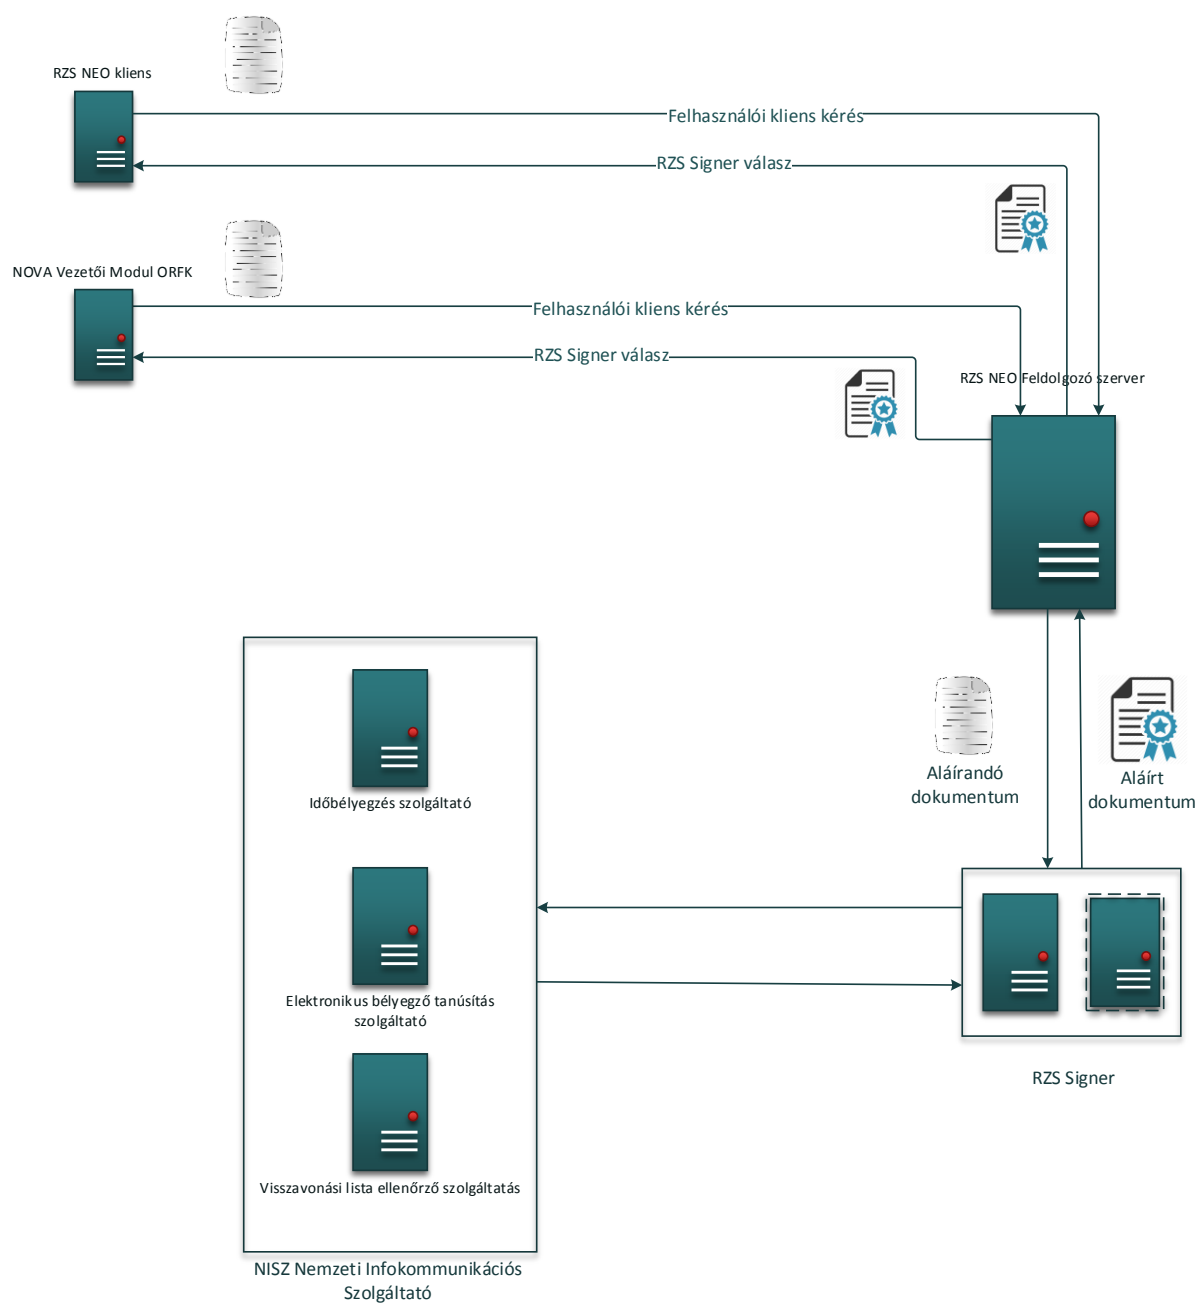 RZS NEO kliens
Felhasználói kliens kérés
RZS Signer válasz
NOVA Vezetői Modul ORFK
Felhasználói kliens kérés
RZS Signer válasz
RZS NEO Feldolgozó szerver
Aláírandó
dokumentum
Aláírt
dokumentum
Időbélyegzés szolgáltató
Elektronikus bélyegző tanúsítás
szolgáltató
RZS Signer
Visszavonási lista ellenőrző szolgáltatás
NISZ Nemzeti Infokommunikációs
Szolgáltató